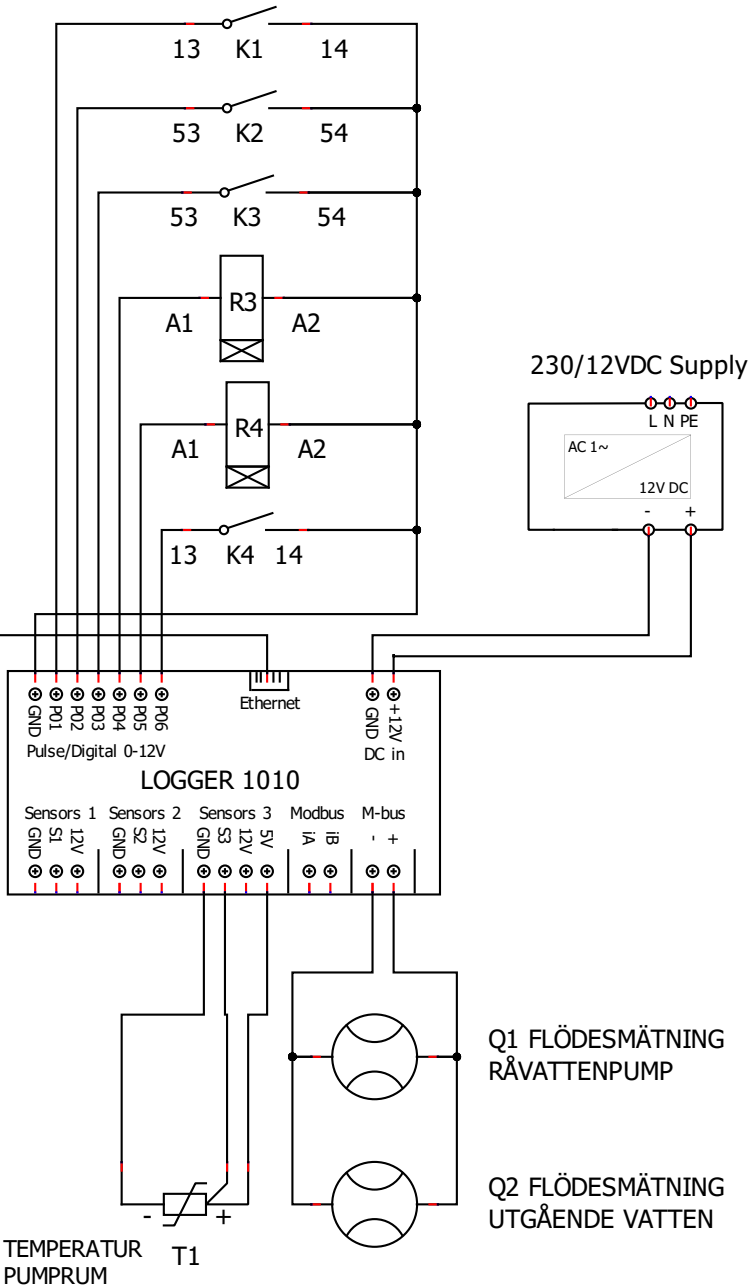 13 K1 14
53 K2 54
53 K3 54
R3
A1 A2
R4
A1 A2
13 K4 14
230/12VDC Supply
L N PE
AC 1~
12V DC
- +
GND P01 P02 P03 P04 P05 P06
Ethernet
GND +12V
Pulse/Digital 0-12V
DC in
LOGGER 1010
Sensors 1 Sensors 2 Sensors 3 Modbus M-bus
GND S1 12V GND S2 12V GND S3 12V 5V iA iB - +
Q1 FLÖDESMÄTNING
RÅVATTENPUMP
Q2 FLÖDESMÄTNING
UTGÅENDE VATTEN
- +
TEMPERATUR
PUMPRUM
T1